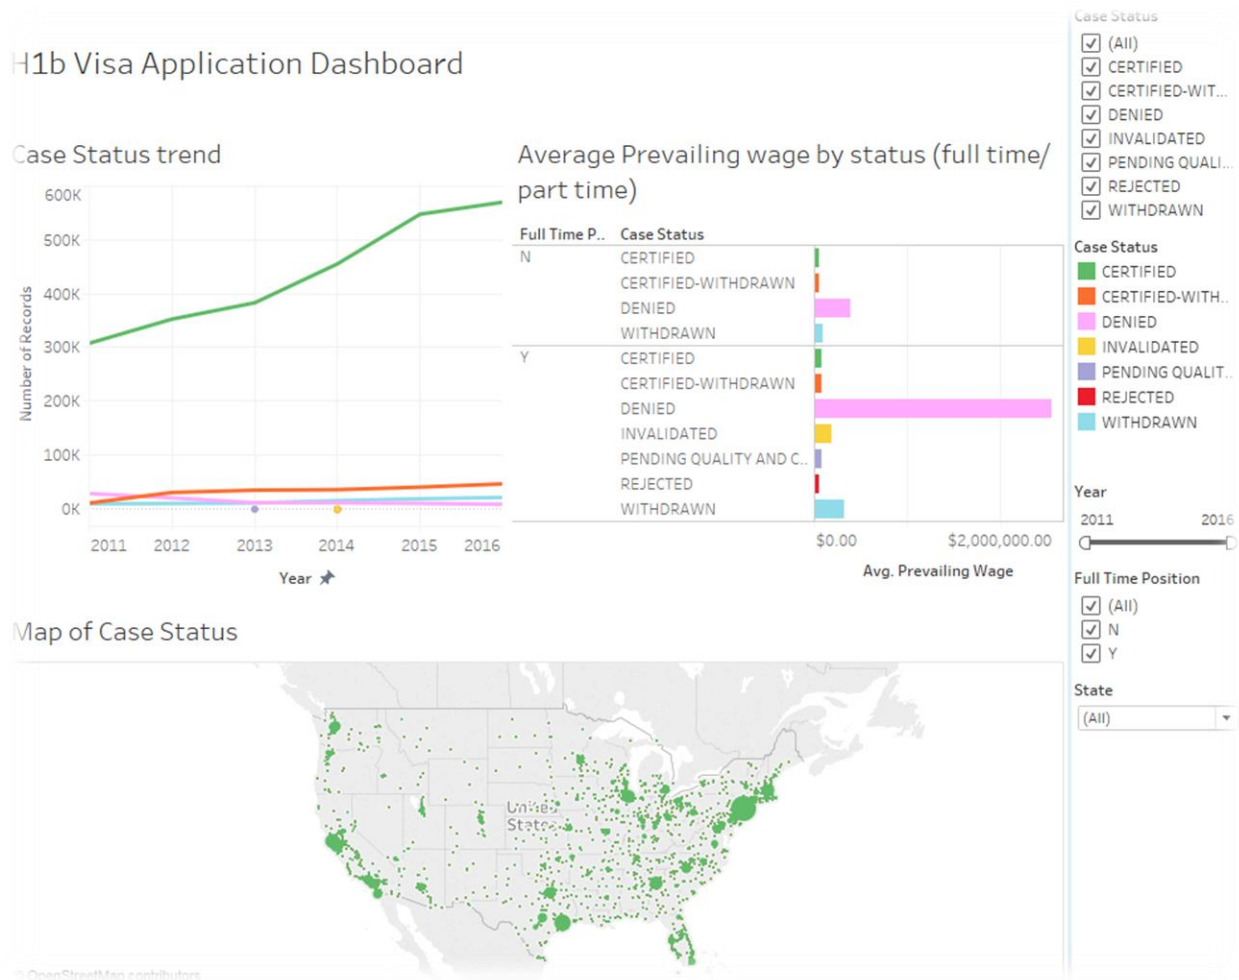 H1b Visa Application Dashboard
Case Status trend
600K
500K
400K
300K
200K
100K
0K
Number of Records
2011 2012 2013 2014 2015 2016
Year
Average Prevailing wage by status (full time/
part time)
Full Time P.. Case Status
N CERTIFIED
CERTIFIED-WITHDRAWN
DENIED
WITHDRAWN
Y CERTIFIED
CERTIFIED-WITHDRAWN
DENIED
INVALIDATED
PENDING QUALITY AND C..
REJECTED
WITHDRAWN
$0.00 $2,000,000.00
Avg. Prevailing Wage
Map of Case Status
United
States
© OpenStreetMap contributors
Case Status
(All)
CERTIFIED
CERTIFIED-WIT...
DENIED
INVALIDATED
PENDING QUALI...
REJECTED
WITHDRAWN
Case Status
CERTIFIED
CERTIFIED-WITH..
DENIED
INVALIDATED
PENDING QUALIT..
REJECTED
WITHDRAWN
Year
2011 2016
Full Time Position
(All)
N
Y
State
(All)